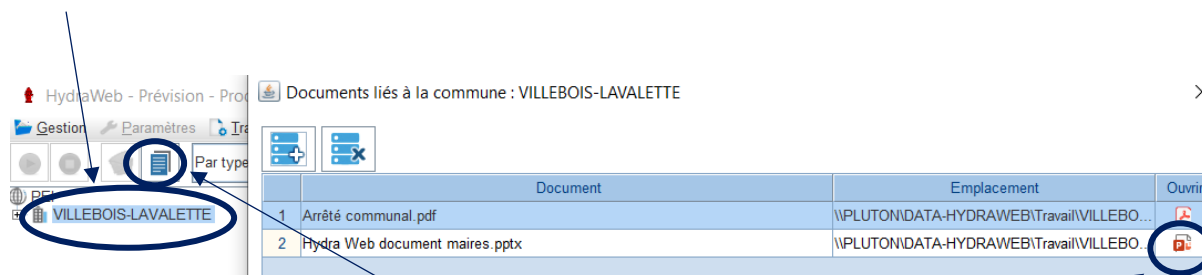 HydraWeb - Prévision - Proc
Gestion Paramètres Tra
Par type
PEI
VILLEBOIS-LAVALETTE
Documents liés à la commune : VILLEBOIS-LAVALETTE
Document Emplacement Ouvrir
1 Arrêté communal.pdf \\PLUTON\DATA-HYDRAWEB\Travail\VILLEBO...
2 Hydra Web document maires.pptx \\PLUTON\DATA-HYDRAWEB\Travail\VILLEBO...